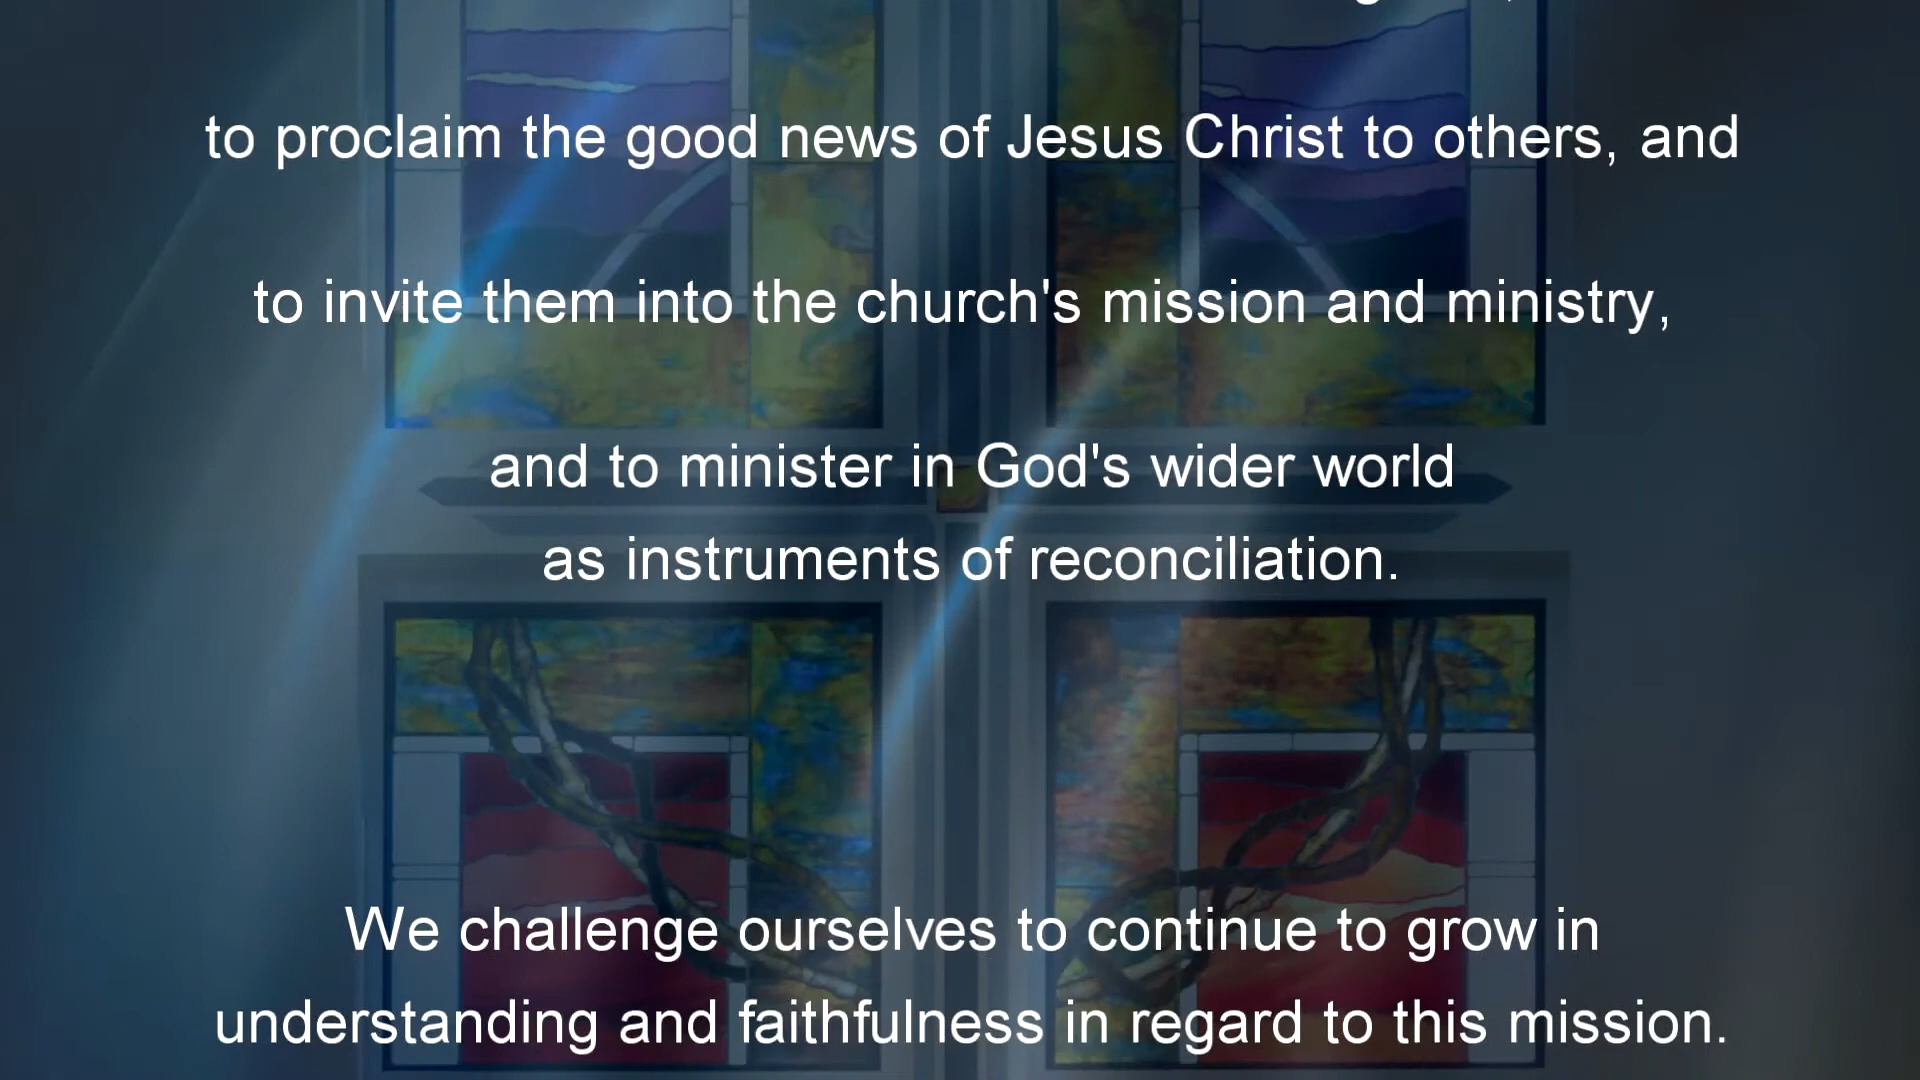 to proclaim the good news of Jesus Christ to others, and
to invite them into the church's mission and ministry,
and to minister in God's wider world
as instruments of reconciliation.
We challenge ourselves to continue to grow in
understanding and faithfulness in regard to this mission.